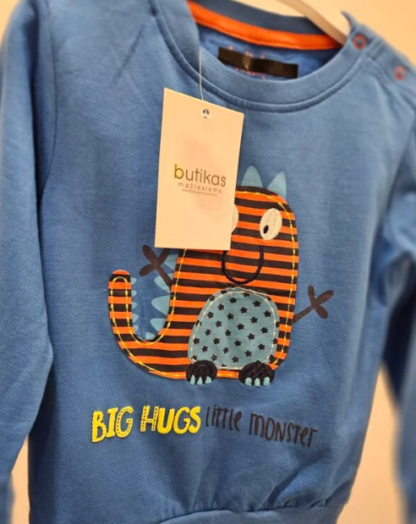 butikas
mažiesiems
BIG HUGS LITTLE MONSTER